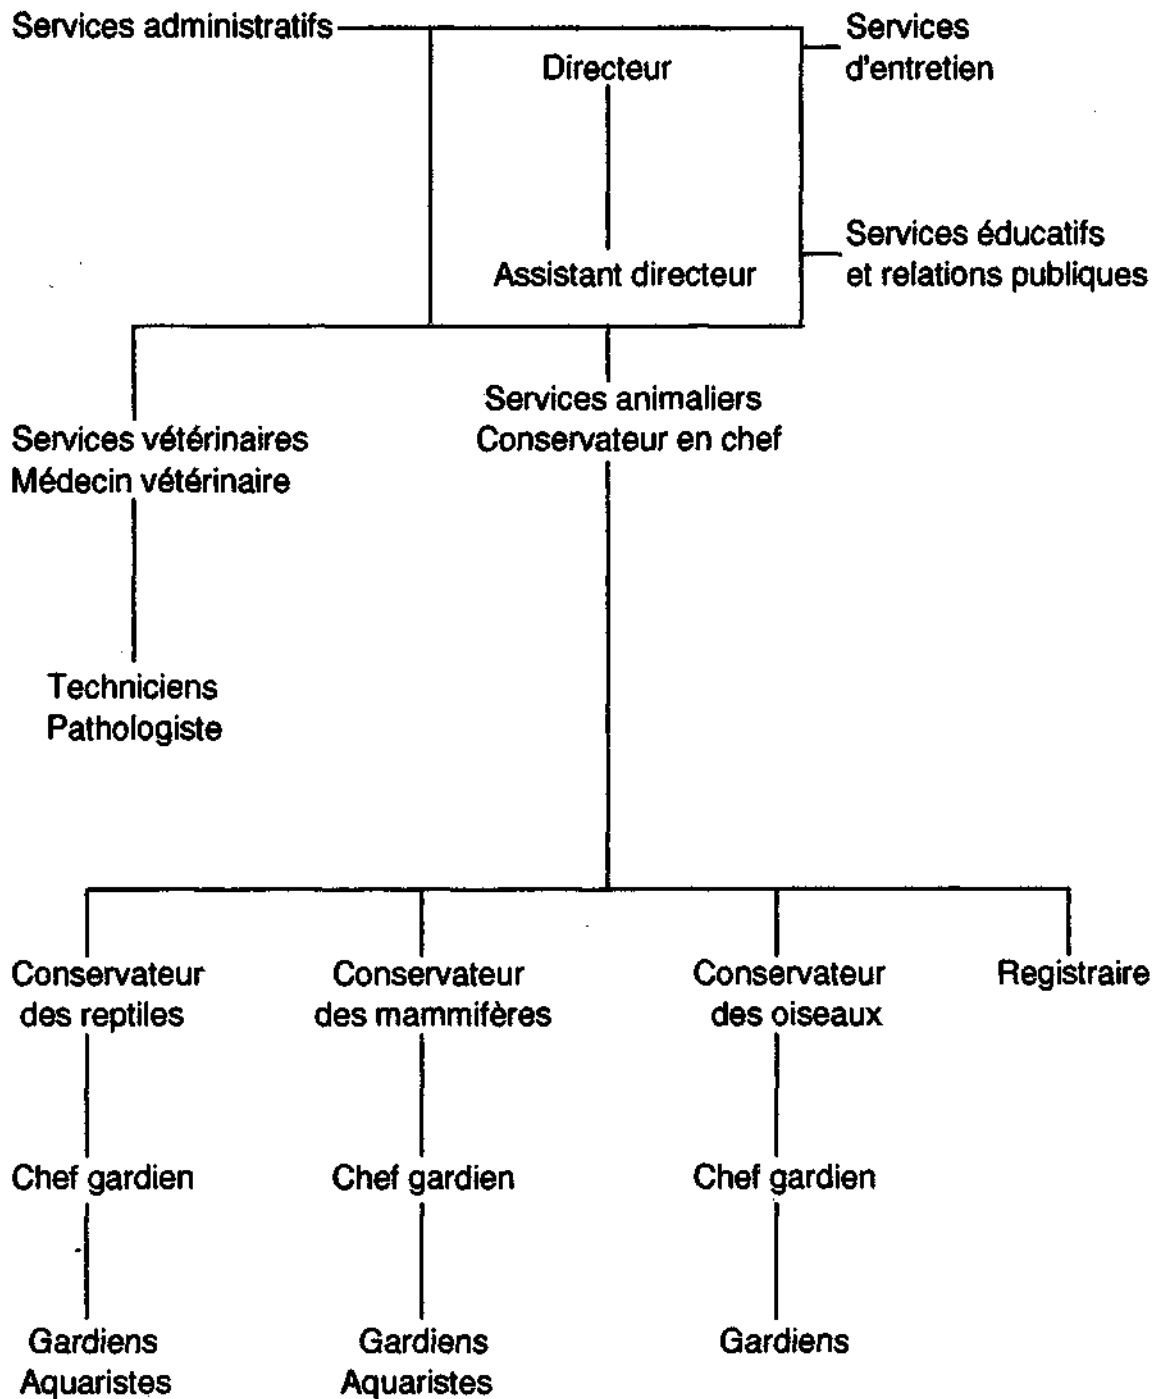 Services administratifs
Services
d'entretien
Directeur
Services éducatifs
et relations publiques
Assistant directeur
Services animaliers
Conservateur en chef
Services vétérinaires
Médecin vétérinaire
Techniciens
Pathologiste
Conservateur
des reptiles
Conservateur
des mammifères
Conservateur
des oiseaux
Registraire
Chef gardien
Chef gardien
Chef gardien
Gardiens
Aquaristes
Gardiens
Aquaristes
Gardiens